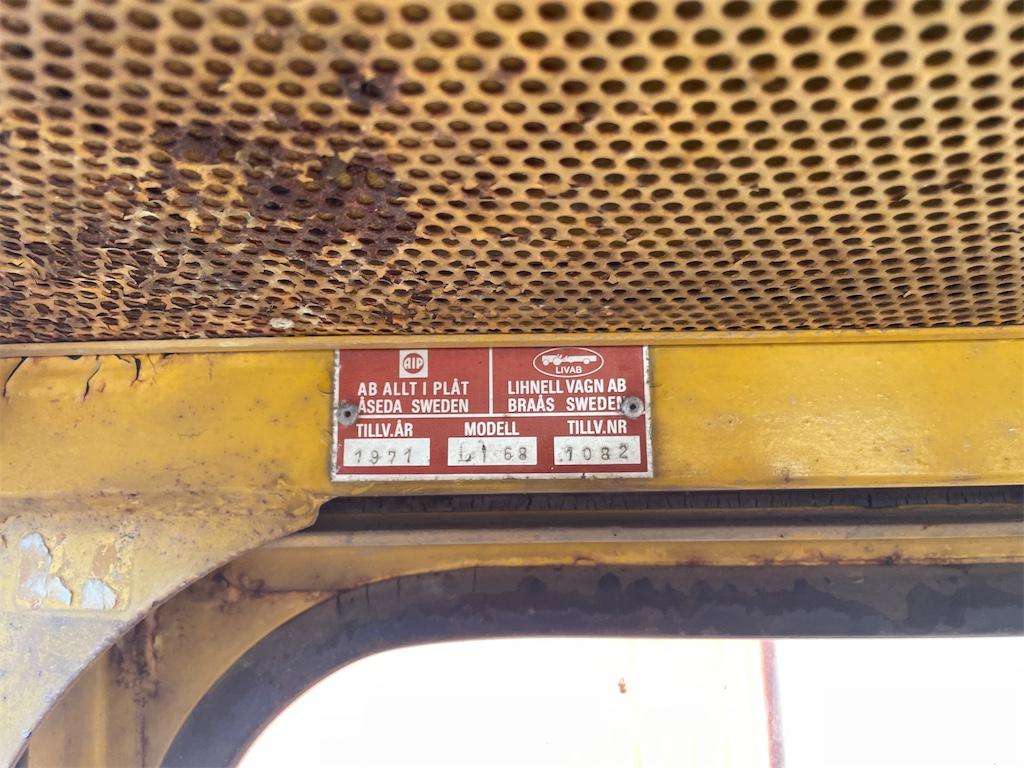 AIP
AB ALLT I PLÅT
ÅSEDA SWEDEN
LIVAB
LIHNELL VAGN AB
BRAÅS SWEDEN
TILLV.ÅR MODELL TILLV.NR
1971 LI 68 1082